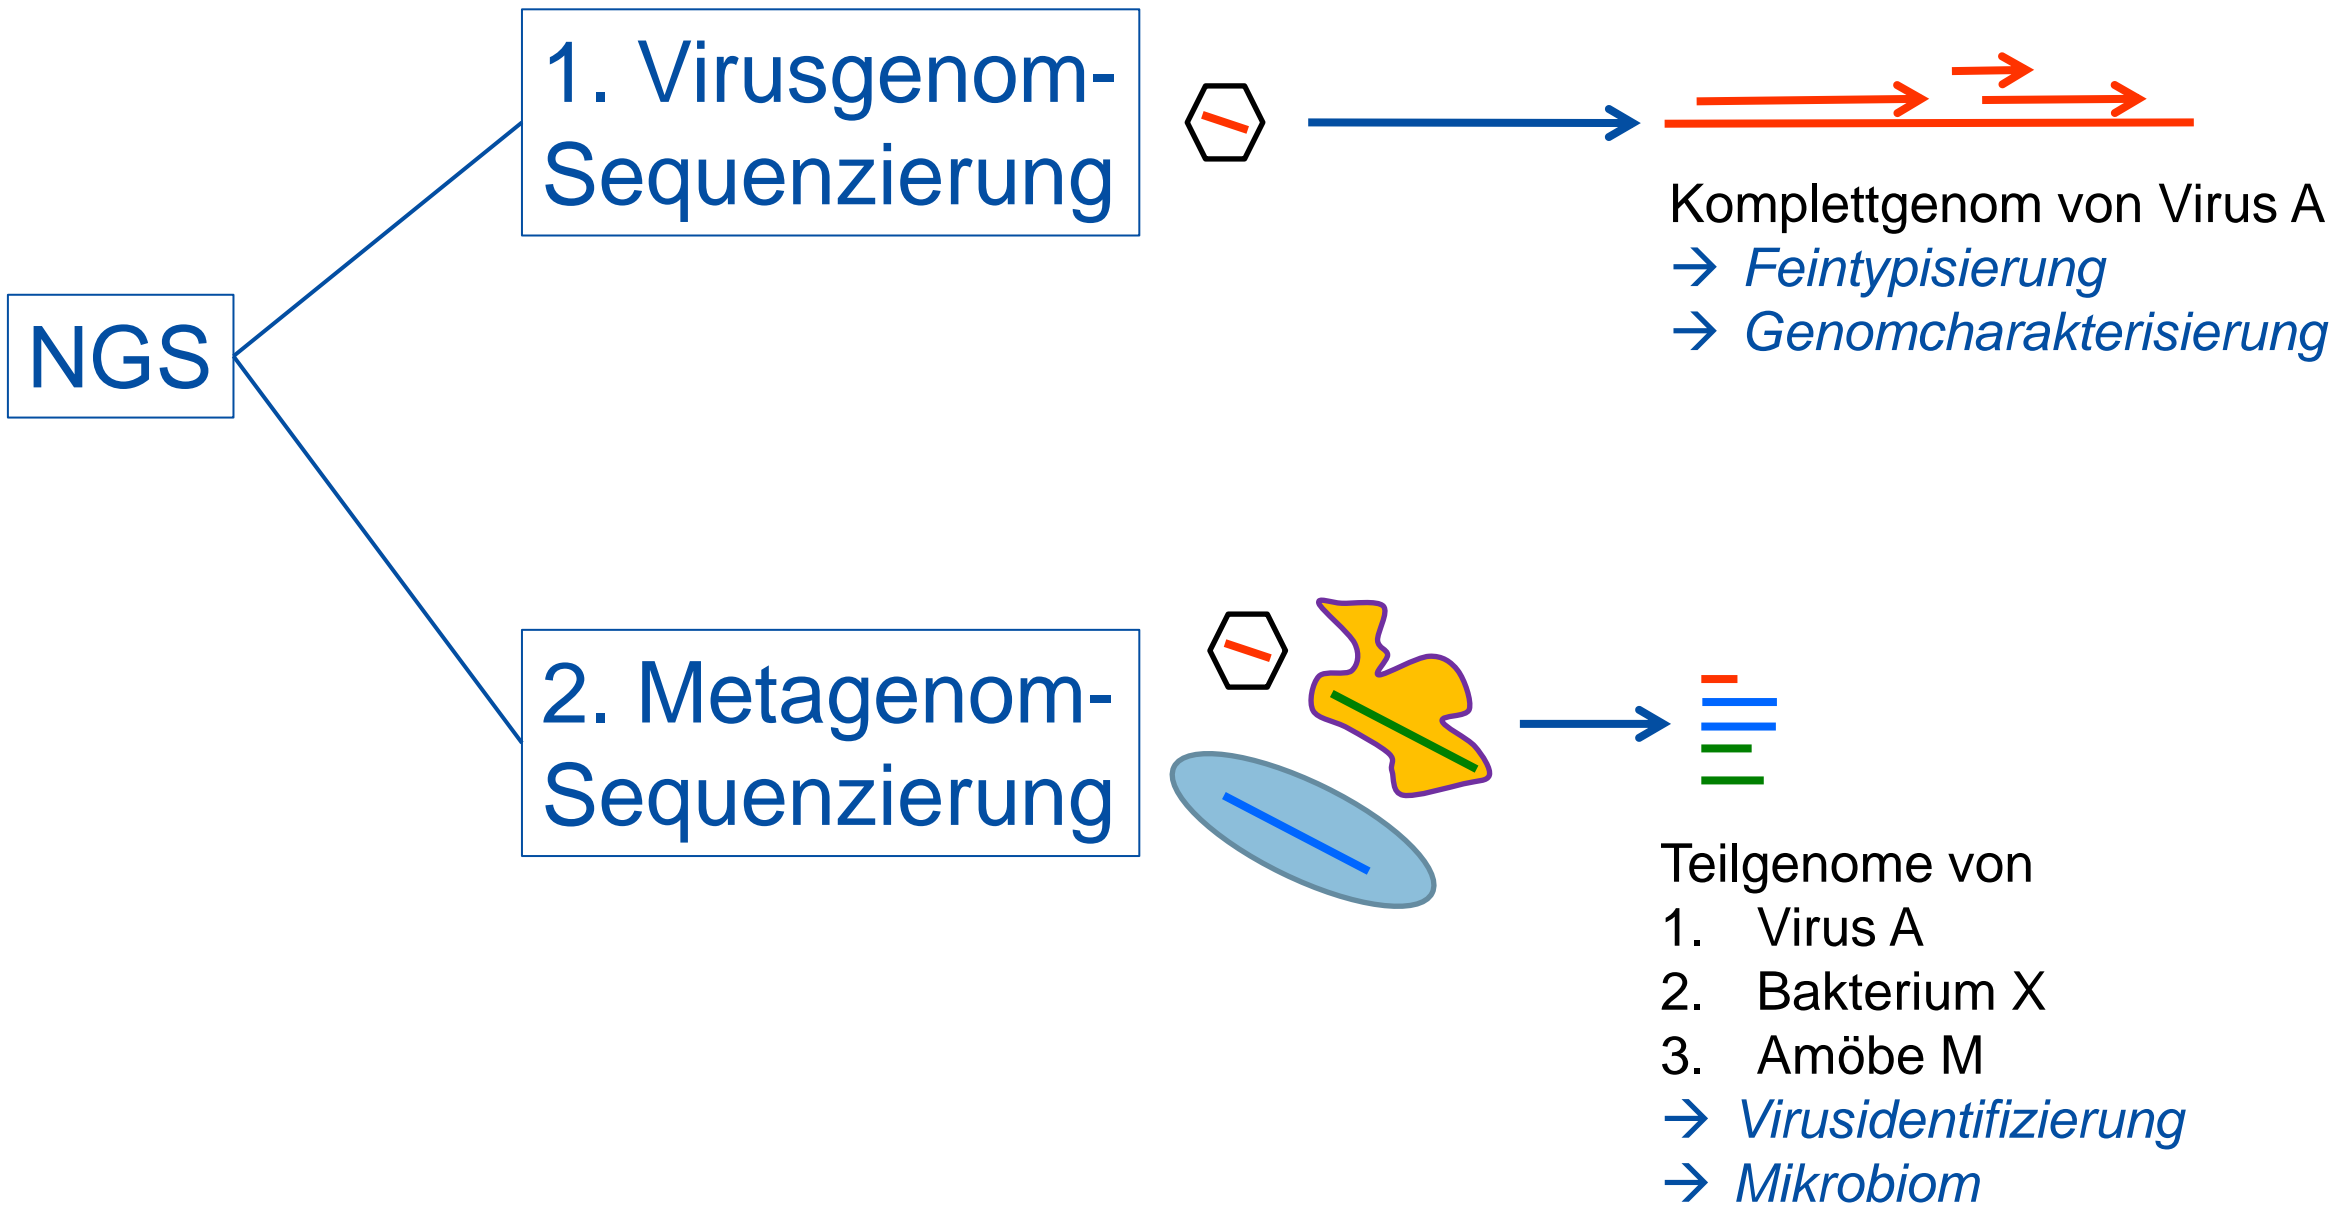 NGS
1. Virusgenom-
Sequenzierung
Komplettgenom von Virus A
→ Feintypisierung
→ Genomcharakterisierung
2. Metagenom-
Sequenzierung
Teilgenome von
1. Virus A
2. Bakterium X
3. Amöbe M
→ Virusidentifizierung
→ Mikrobiom